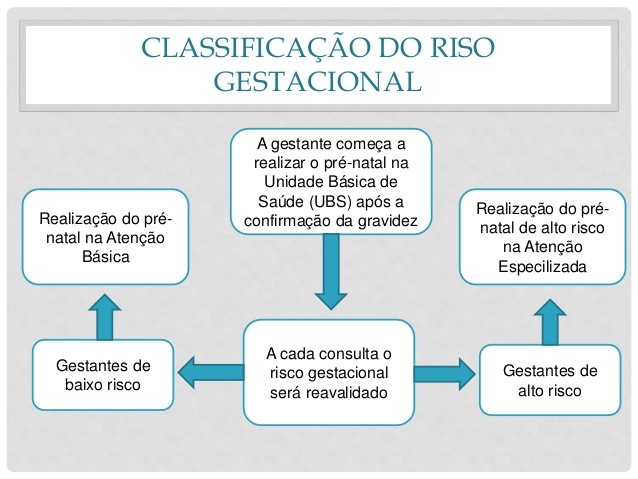 CLASSIFICAÇÃO DO RISO
GESTACIONAL
A gestante começa a
realizar o pré-natal na
Unidade Básica de
Saúde (UBS) após a
confirmação da gravidez
Realização do pré-
natal na Atenção
Básica
Realização do pré-
natal de alto risco
na Atenção
Especilizada
Gestantes de
baixo risco
A cada consulta o
risco gestacional
será reavalidado
Gestantes de
alto risco